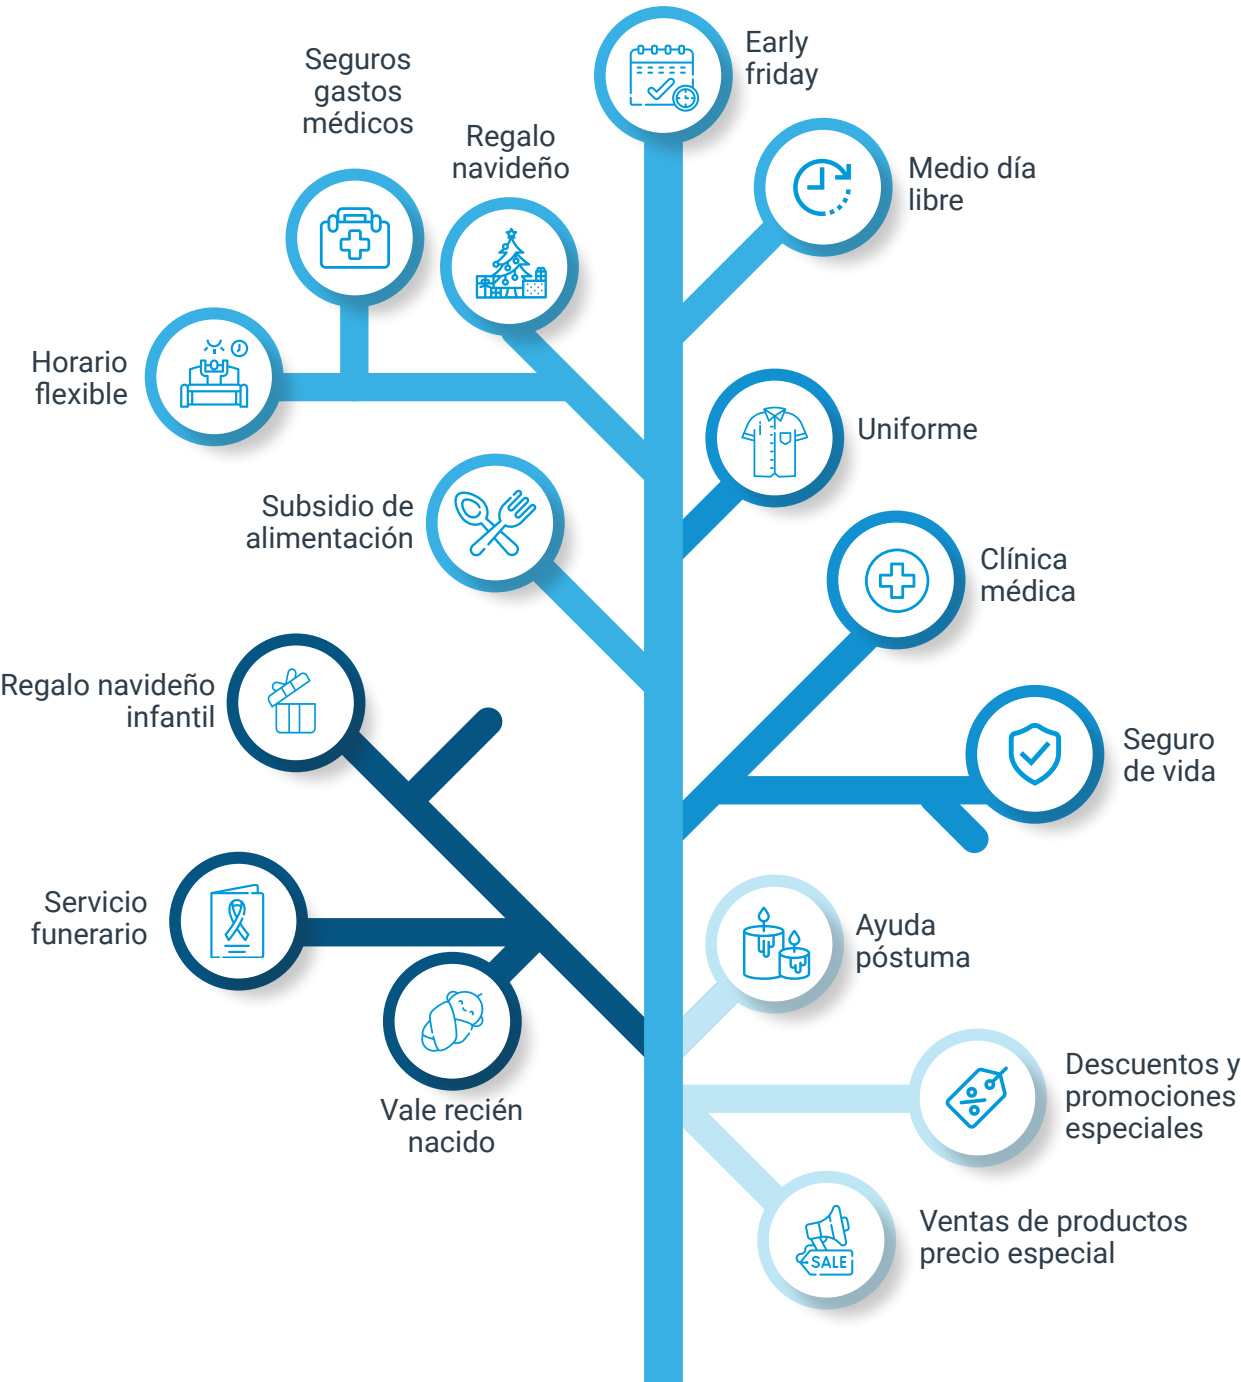 Early
friday
Seguros
gastos
médicos
Regalo
navideño
Medio día
libre
Horario
flexible
Uniforme
Subsidio de
alimentación
Clínica
médica
Regalo navideño
infantil
Seguro
de vida
Servicio
funerario
Ayuda
póstuma
Vale recién
nacido
Descuentos y
promociones
especiales
Ventas de productos
precio especial
SALE